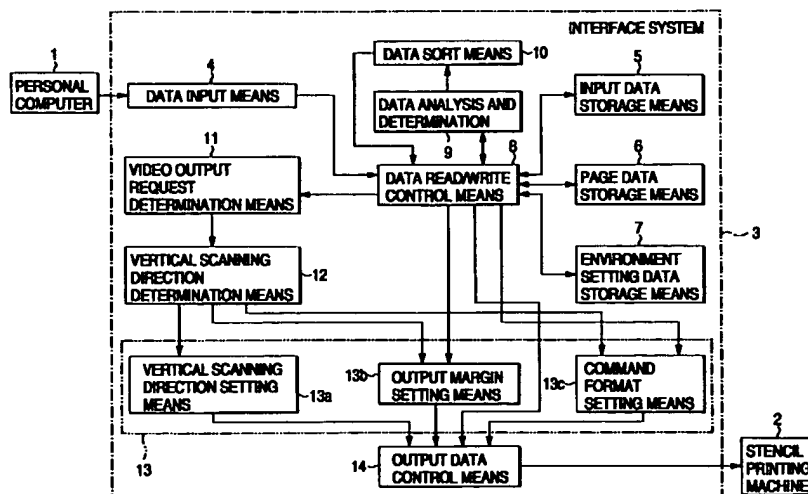 INTERFACE SYSTEM
1
PERSONAL
COMPUTER
4
DATA INPUT MEANS
DATA SORT MEANS
10
DATA ANALYSIS AND
DETERMINATION
9
5
INPUT DATA
STORAGE MEANS
11
VIDEO OUTPUT
REQUEST
DETERMINATION MEANS
8
DATA READ/WRITE
CONTROL MEANS
6
PAGE DATA
STORAGE MEANS
3
VERTICAL SCANNING
DIRECTION
DETERMINATION MEANS
12
7
ENVIRONMENT
SETTING DATA
STORAGE MEANS
VERTICAL SCANNING
DIRECTION SETTING
MEANS
13a
13b
OUTPUT MARGIN
SETTING MEANS
13c
COMMAND
FORMAT
SETTING MEANS
13
14
OUTPUT DATA
CONTROL MEANS
2
STENCIL
PRINTING
MACHINE